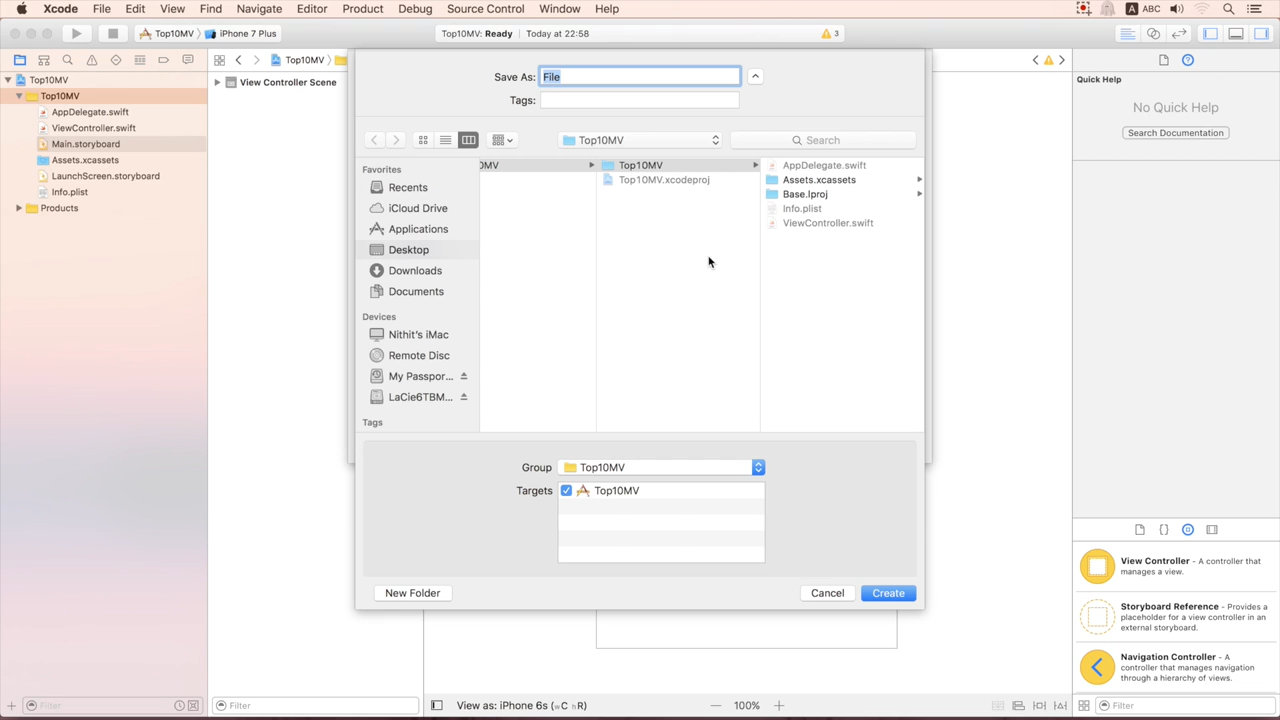 Xcode File Edit View Find Navigate Editor Product Debug Source Control Window Help A ABC
Top10MV iPhone 7 Plus Top10MV: Ready Today at 22:58 3
Top10MV
Top10MV
AppDelegate.swift
ViewController.swift
Main.storyboard
Assets.xcassets
LaunchScreen.storyboard
Info.plist
Products
Filter
Top10MV
View Controller Scene
Filter
Save As: File
Tags:
Top10MV
Search
Favorites
Recents
iCloud Drive
Applications
Desktop
Downloads
Documents
Devices
Nithit's iMac
Remote Disc
My Passpor...
LaCie6TBM...
Tags
0MV
Top10MV
Top10MV.xcodeproj
AppDelegate.swift
Assets.xcassets
Base.lproj
Info.plist
ViewController.swift
Group Top10MV
Targets Top10MV
New Folder Cancel Create
View as: iPhone 6s (wC hR) 100%
Quick Help
No Quick Help
Search Documentation
View Controller - A controller that
manages a view.
Storyboard Reference - Provides a
placeholder for a view controller in an
external storyboard.
Navigation Controller - A
controller that manages navigation
through a hierarchy of views.
Filter